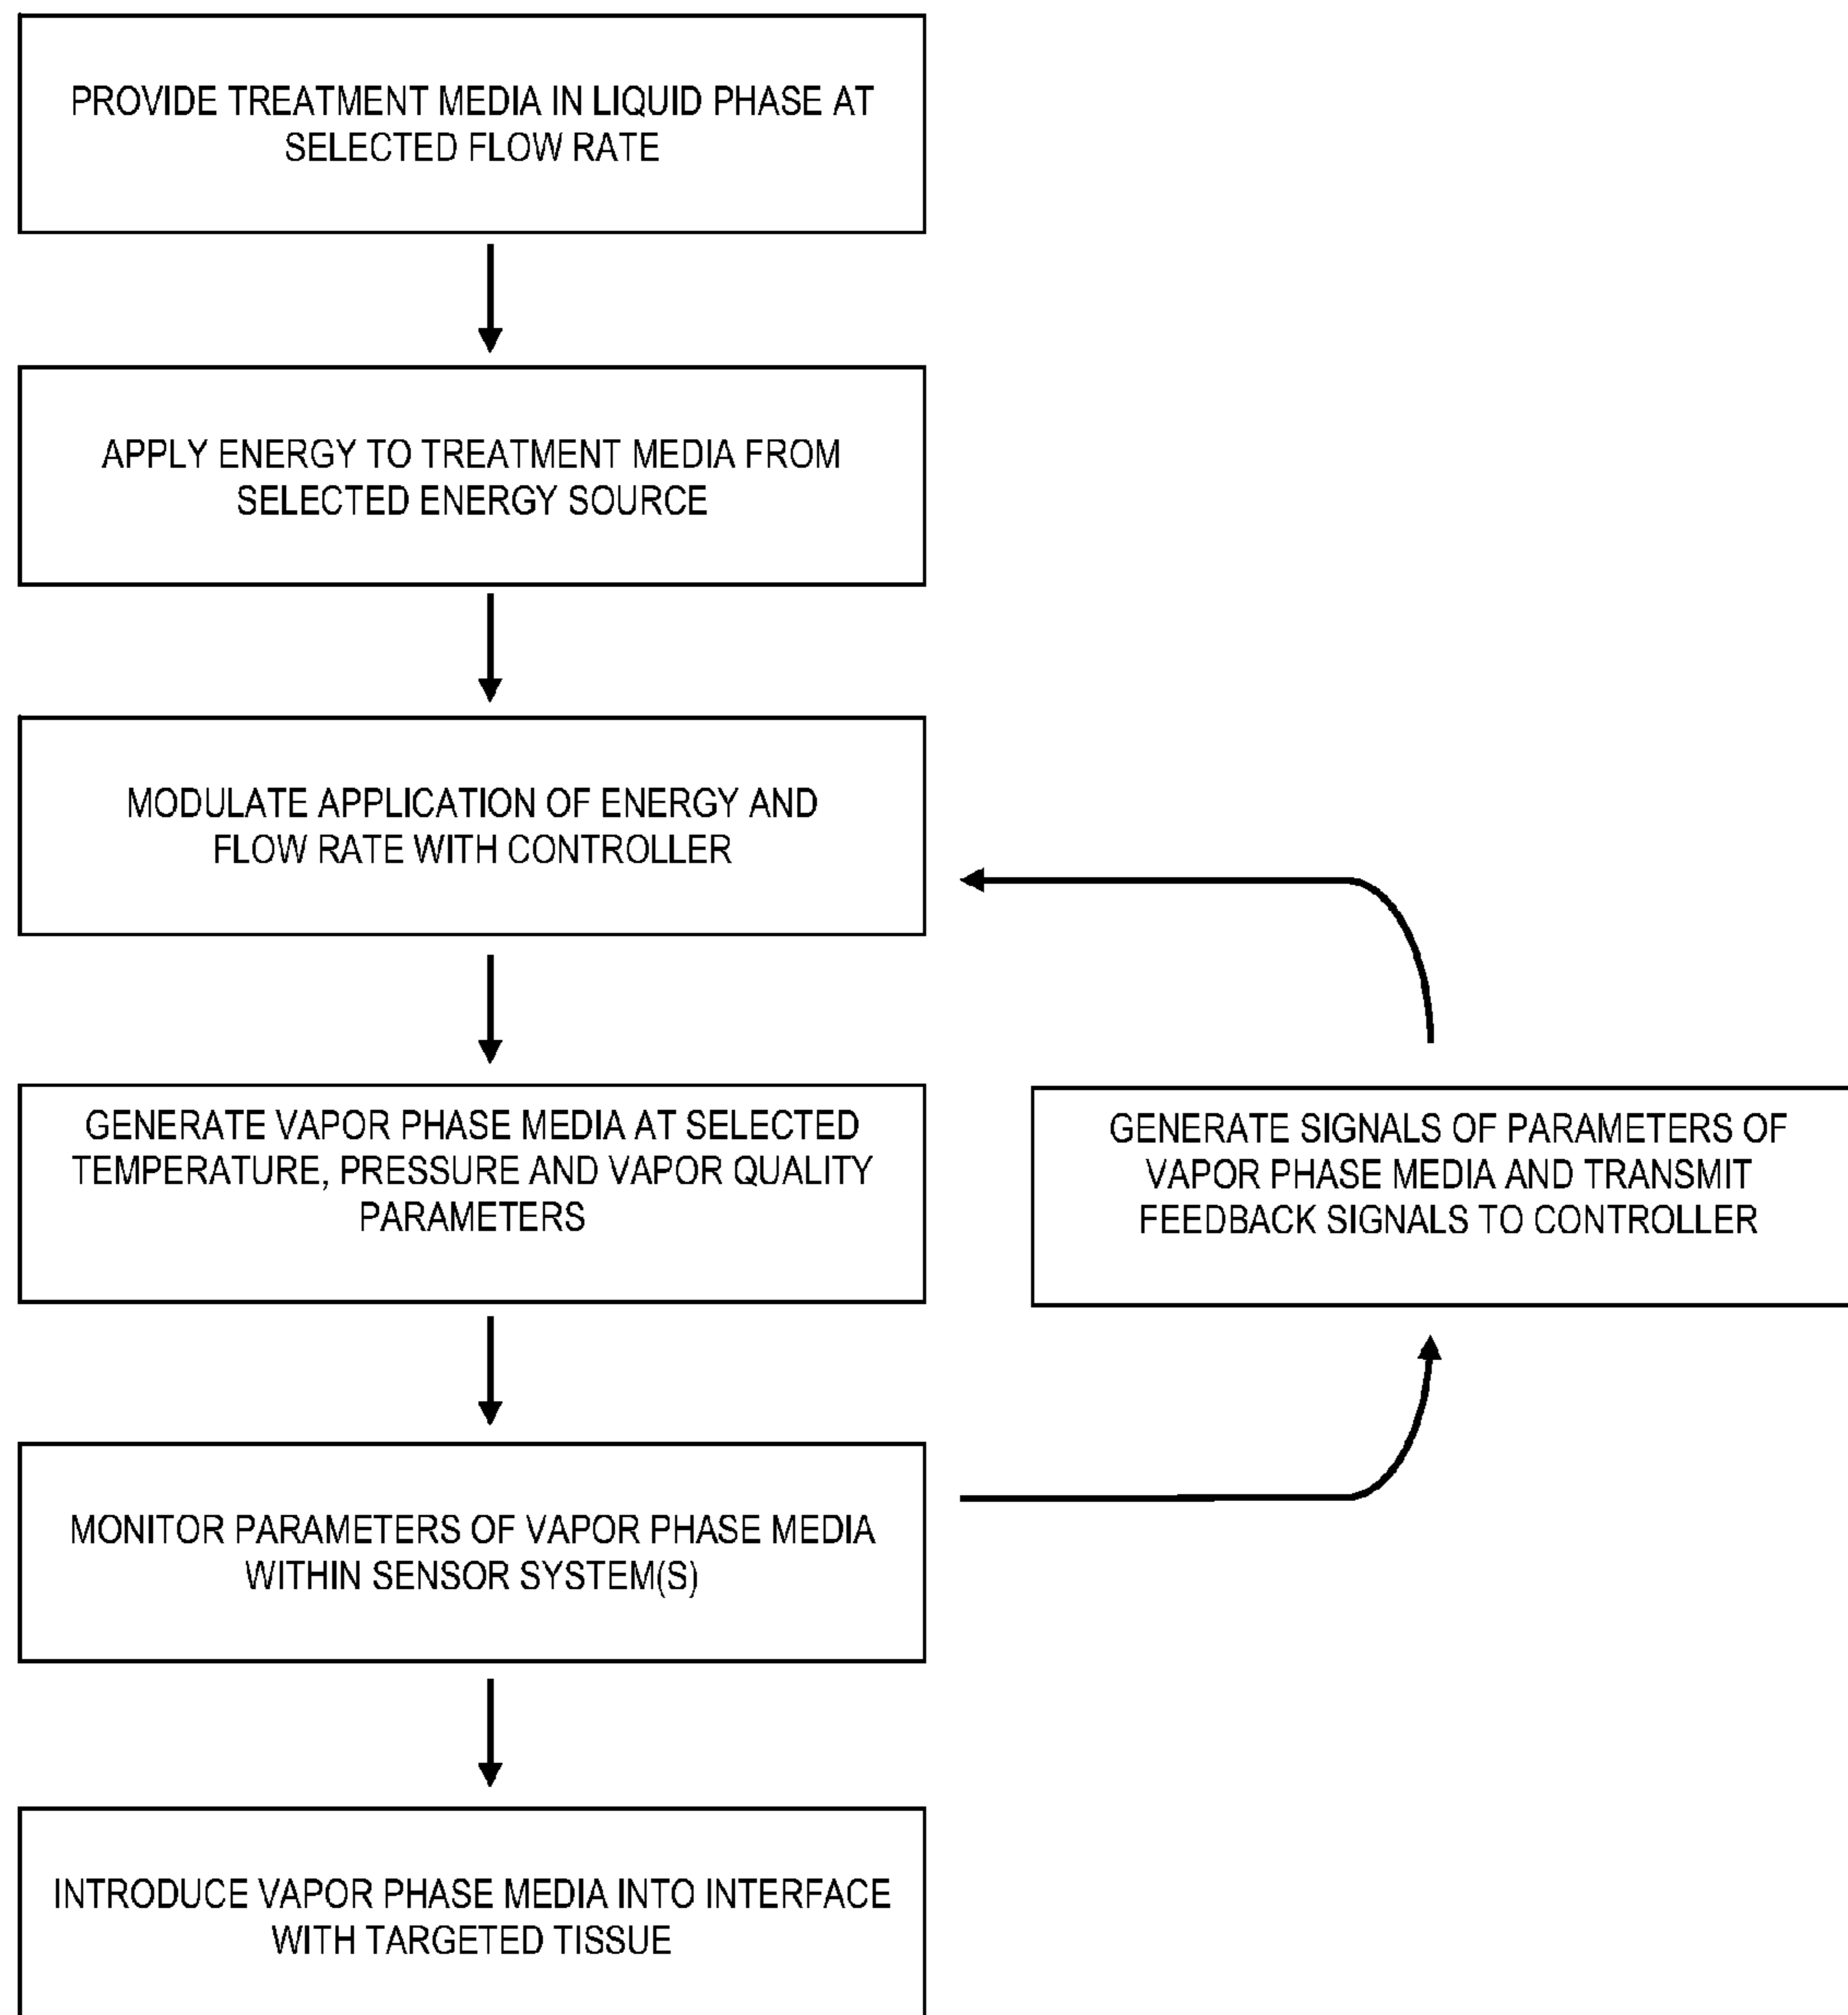 PROVIDE TREATMENT MEDIA IN LIQUID PHASE AT
SELECTED FLOW RATE
APPLY ENERGY TO TREATMENT MEDIA FROM
SELECTED ENERGY SOURCE
MODULATE APPLICATION OF ENERGY AND
FLOW RATE WITH CONTROLLER
GENERATE VAPOR PHASE MEDIA AT SELECTED
TEMPERATURE, PRESSURE AND VAPOR QUALITY
PARAMETERS
GENERATE SIGNALS OF PARAMETERS OF
VAPOR PHASE MEDIA AND TRANSMIT
FEEDBACK SIGNALS TO CONTROLLER
MONITOR PARAMETERS OF VAPOR PHASE MEDIA
WITHIN SENSOR SYSTEM(S)
INTRODUCE VAPOR PHASE MEDIA INTO INTERFACE
WITH TARGETED TISSUE